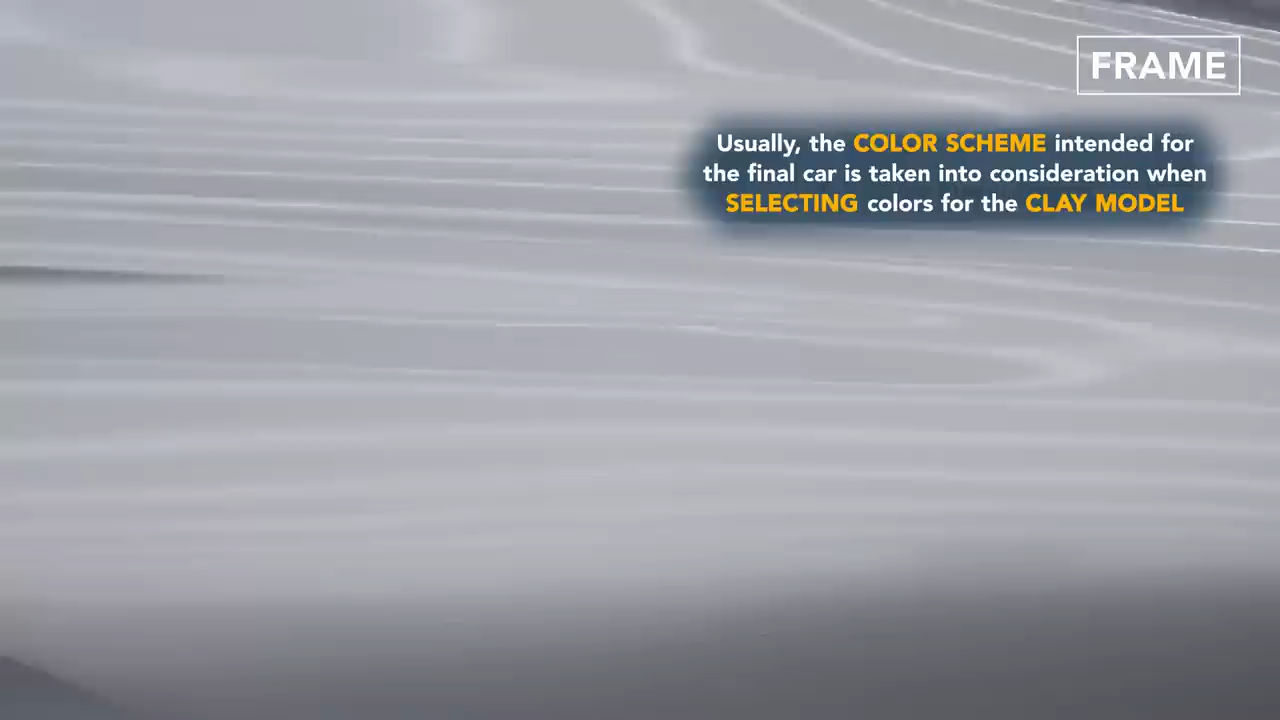 FRAME
Usually, the COLOR SCHEME intended for
the final car is taken into consideration when
SELECTING colors for the CLAY MODEL